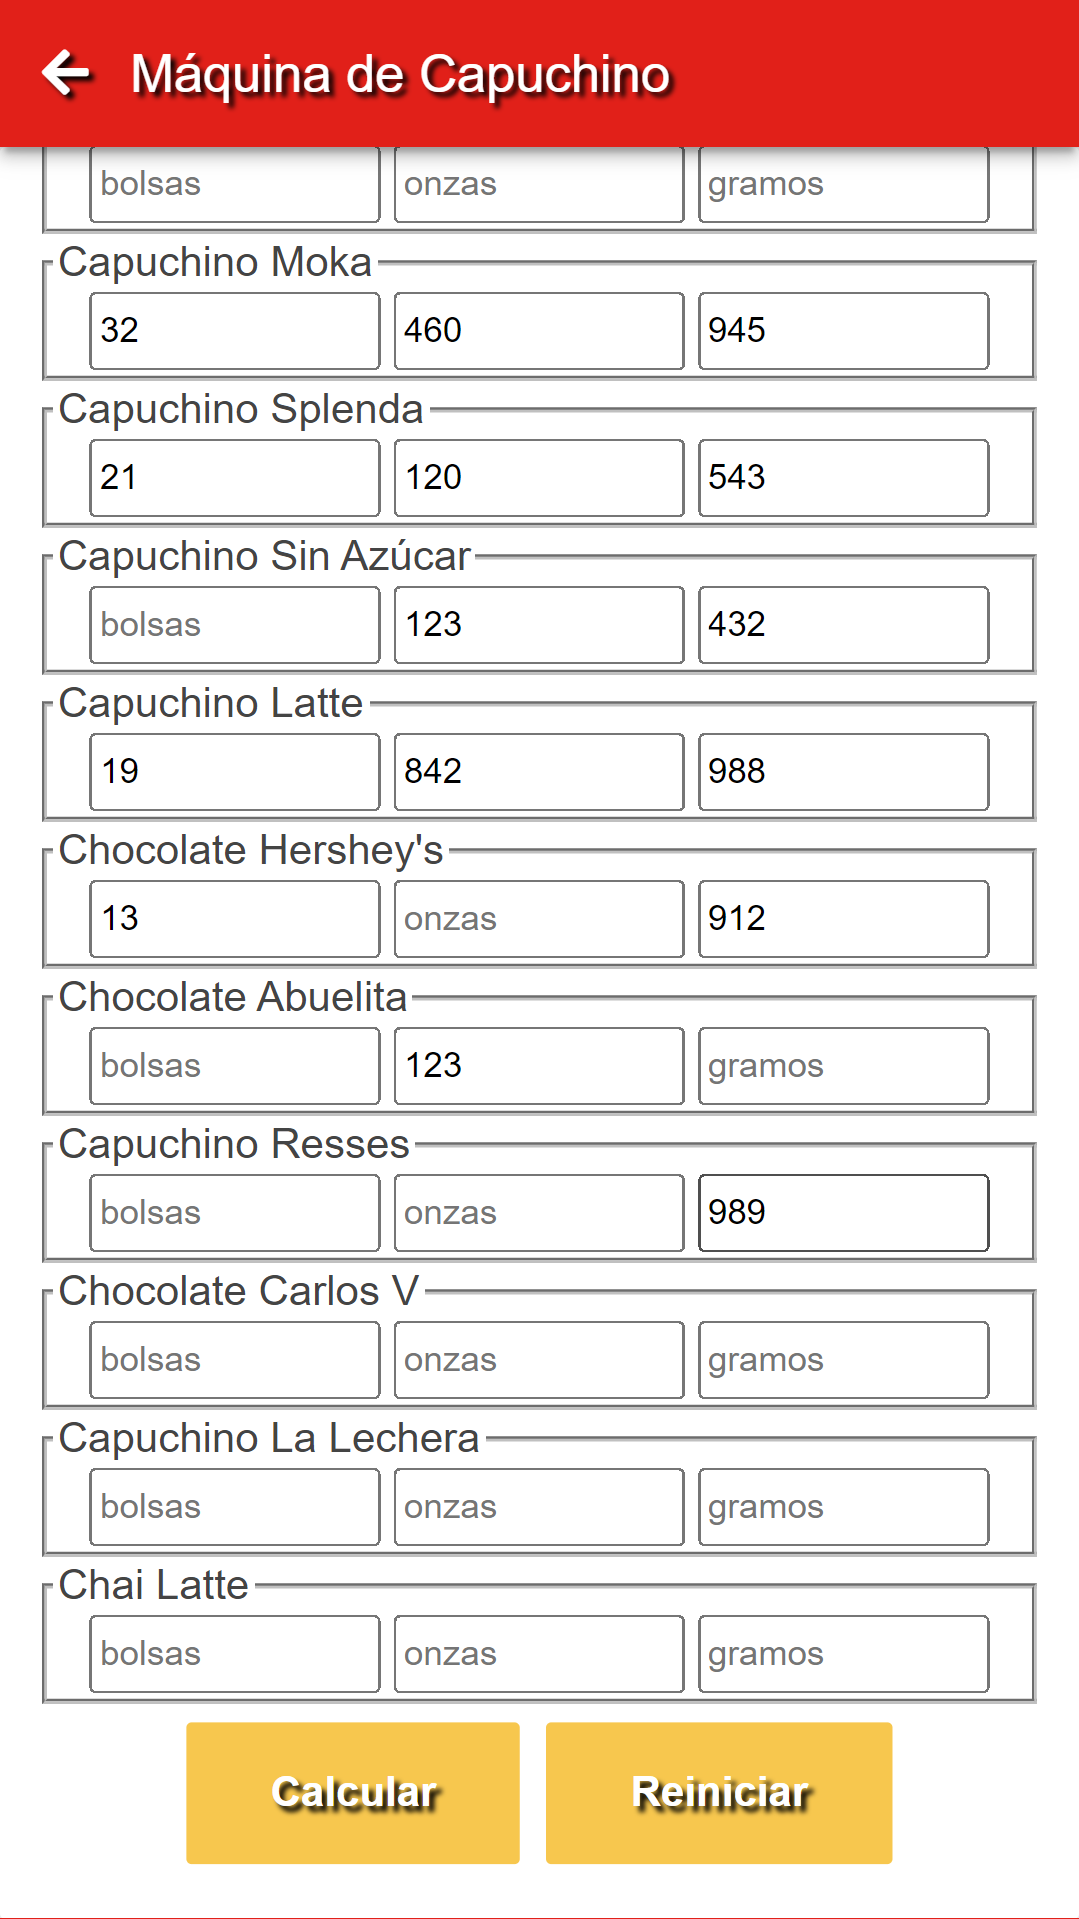 Máquina de Capuchino
bolsas onzas gramos
Capuchino Moka
32 460 945
Capuchino Splenda
21 120 543
Capuchino Sin Azúcar
bolsas 123 432
Capuchino Latte
19 842 988
Chocolate Hershey's
13 onzas 912
Chocolate Abuelita
bolsas 123 gramos
Capuchino Resses
bolsas onzas 989
Chocolate Carlos V
bolsas onzas gramos
Capuchino La Lechera
bolsas onzas gramos
Chai Latte
bolsas onzas gramos
Calcular Reiniciar